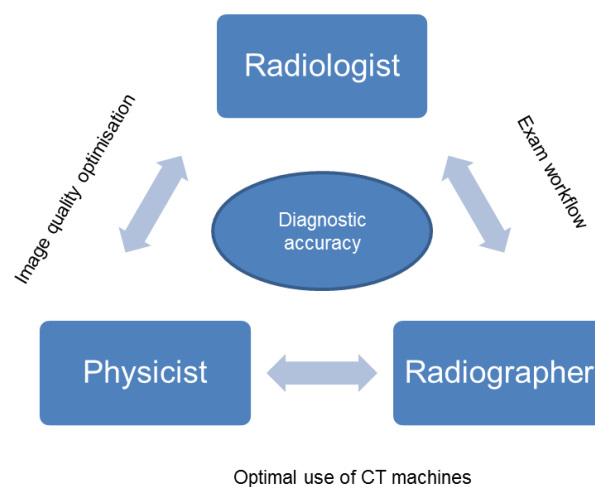 Radiologist
Image quality optimisation
Exam workflow
Diagnostic
accuracy
Physicist
Radiographer
Optimal use of CT machines